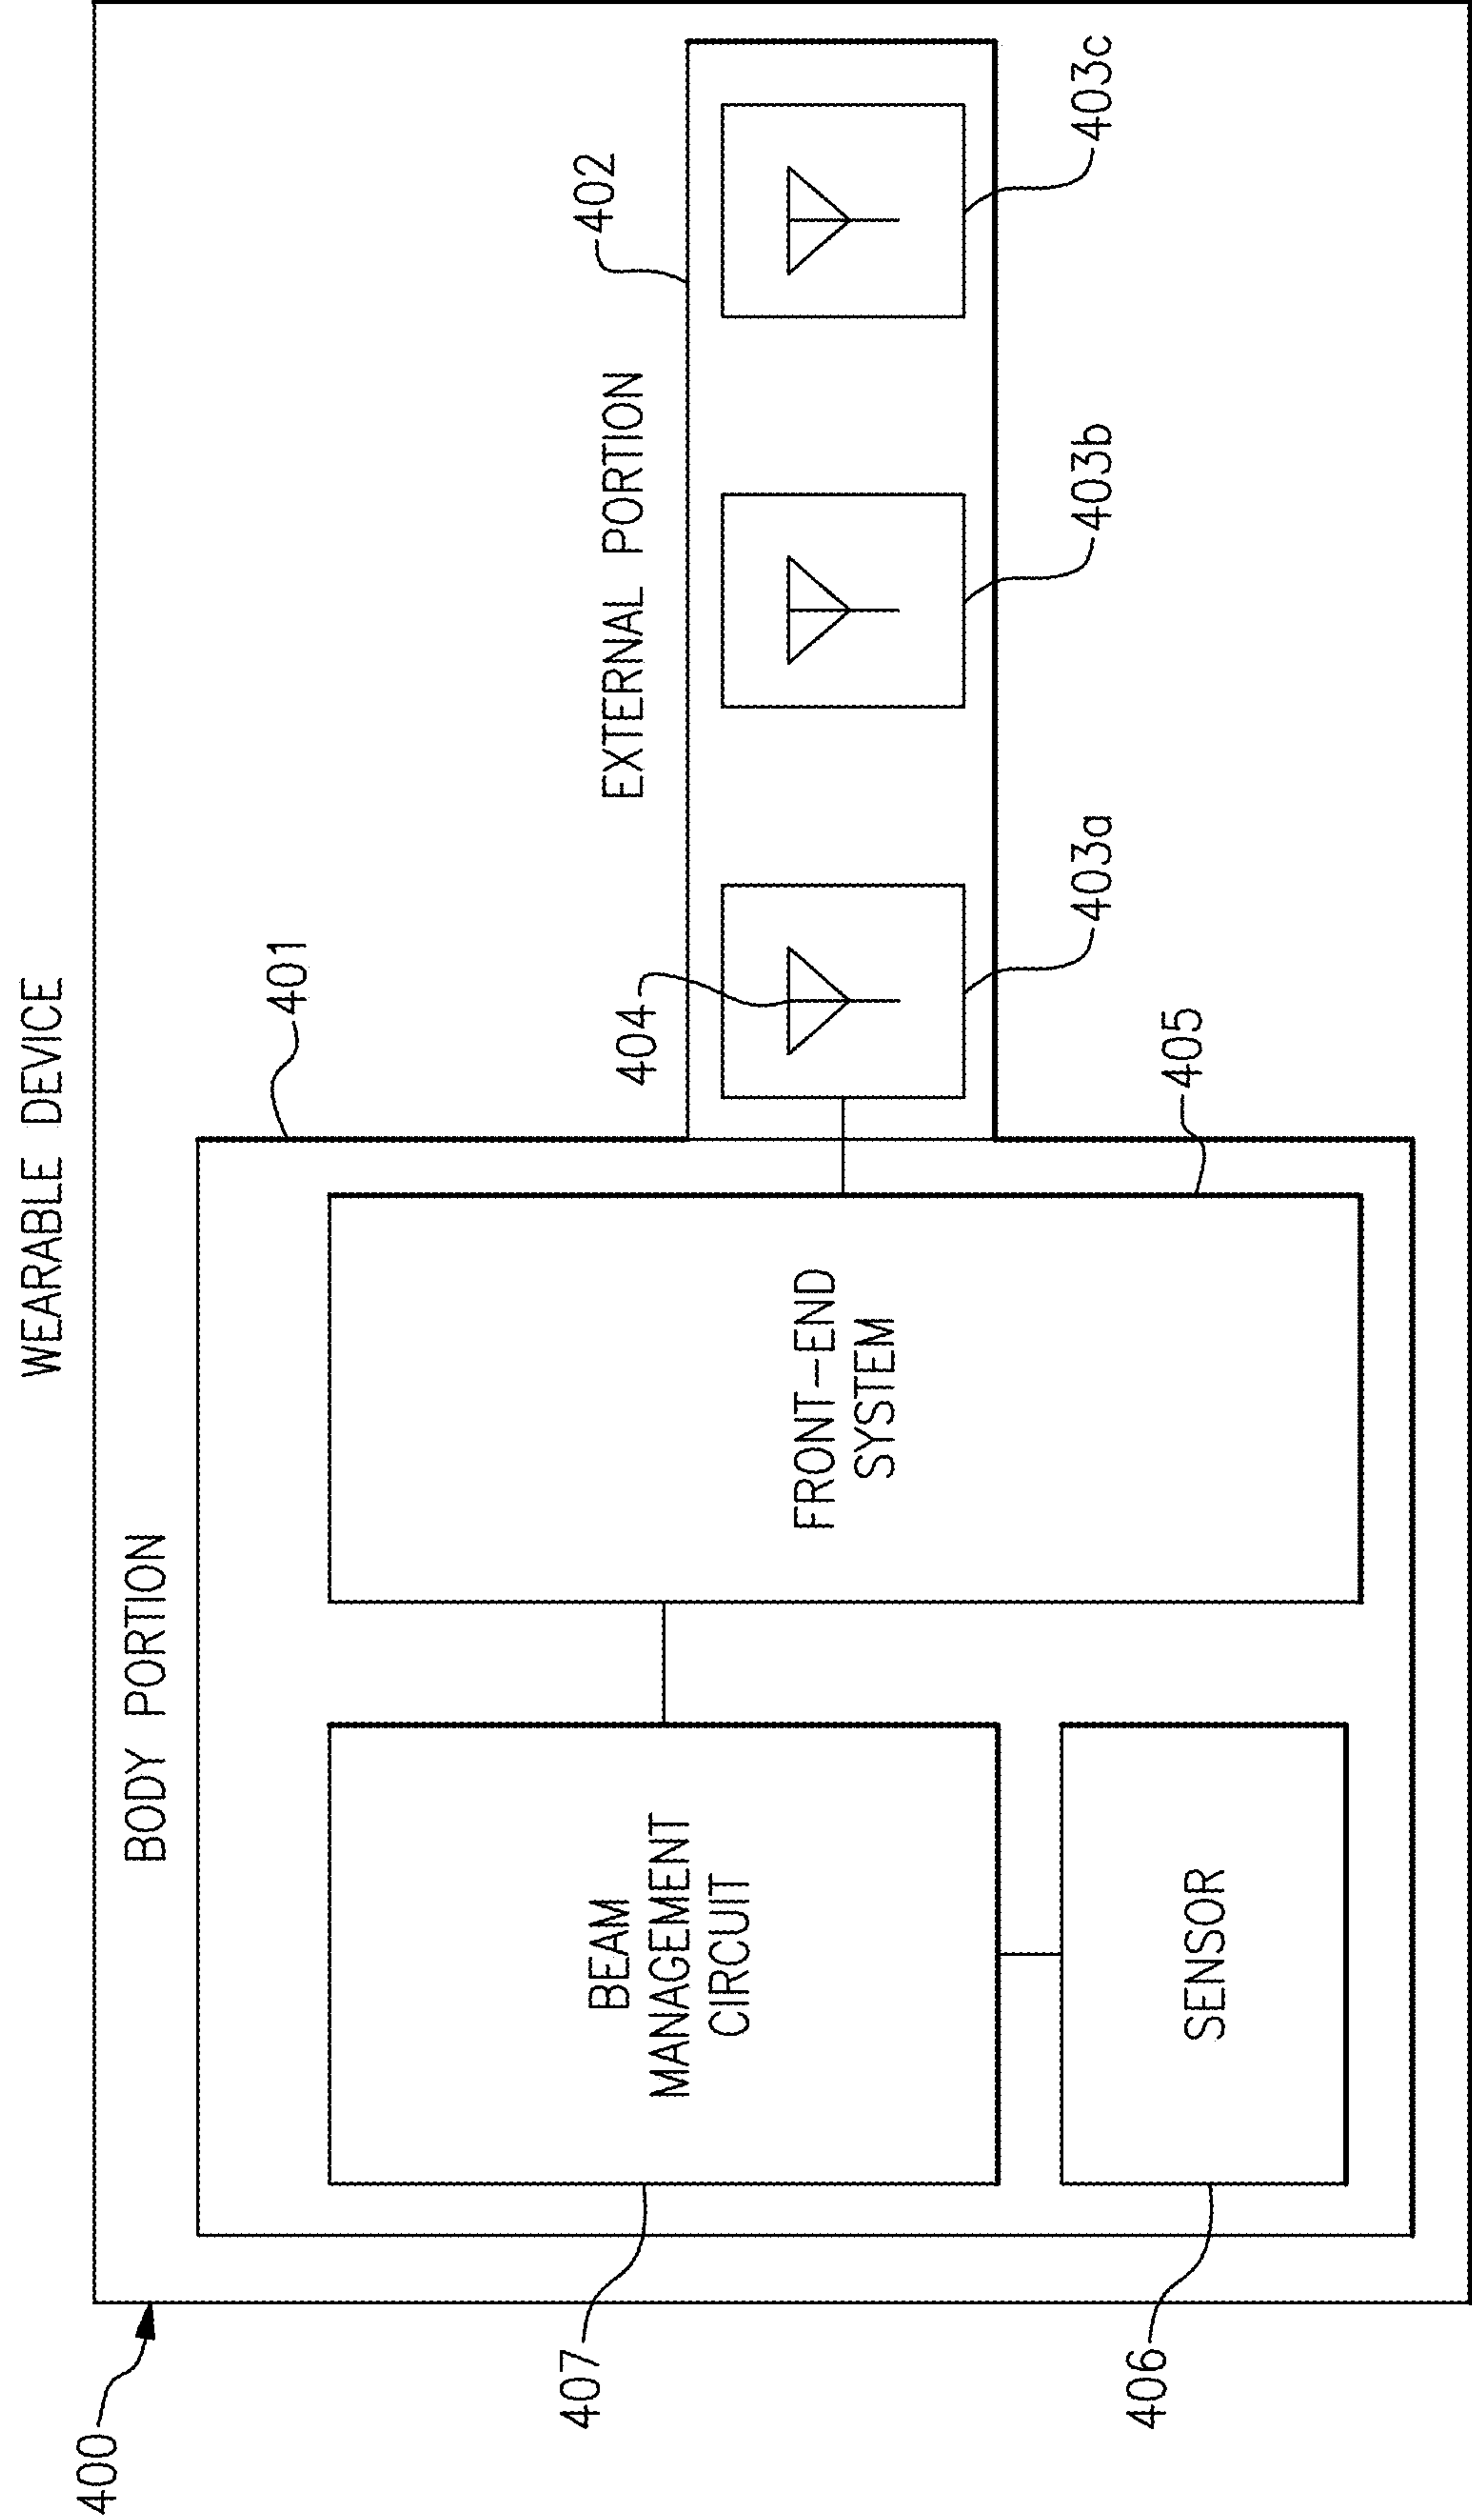 WEARABLE DEVICE
400
BODY PORTION
401
402
EXTERNAL PORTION
404
403a
403b
403c
405
FRONT-END
SYSTEM
BEAM
MANAGEMENT
CIRCUIT
407
SENSOR
406